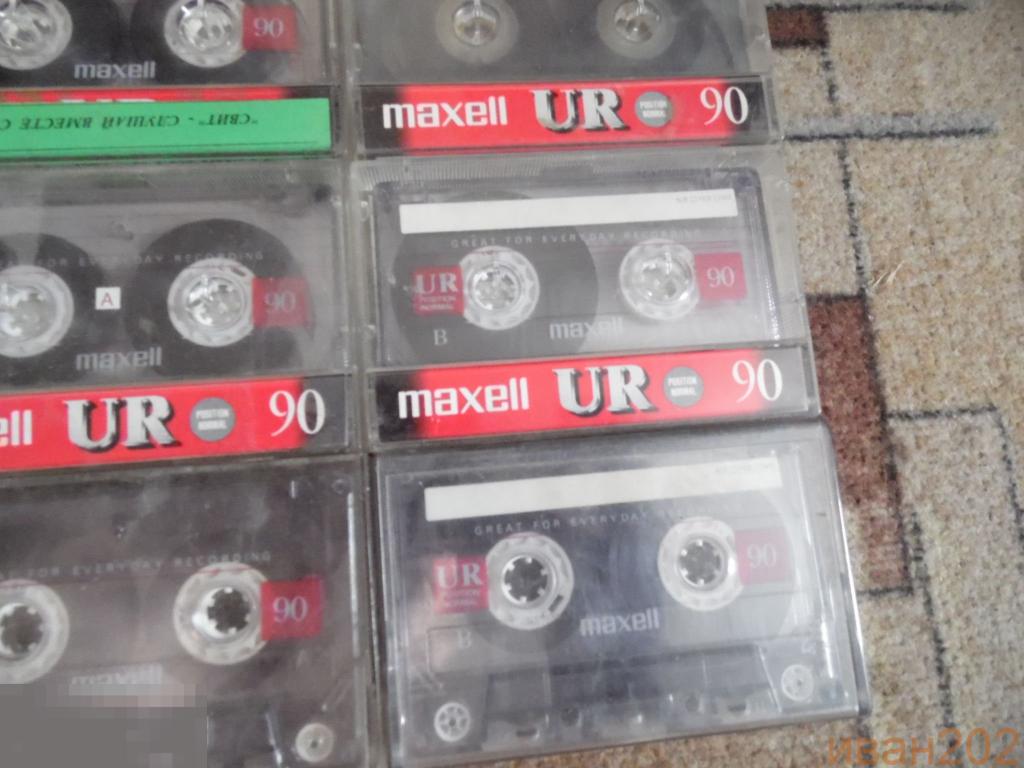 90
maxell
"СВИТ" - СЛУШАЙ ВМЕСТЕ С
maxell UR POSITION NORMAL 90
GREAT FOR EVERYDAY RECORDING
UR POSITION NORMAL 90
B maxell
maxell UR POSITION NORMAL 90
FOR EVERYDAY RECORDING
A 90
maxell
UR POSITION NORMAL 90
FOR EVERYDAY RECORDING
90
maxell
GREAT FOR EVERYDAY
UR POSITION NORMAL 90
B maxell
иван202